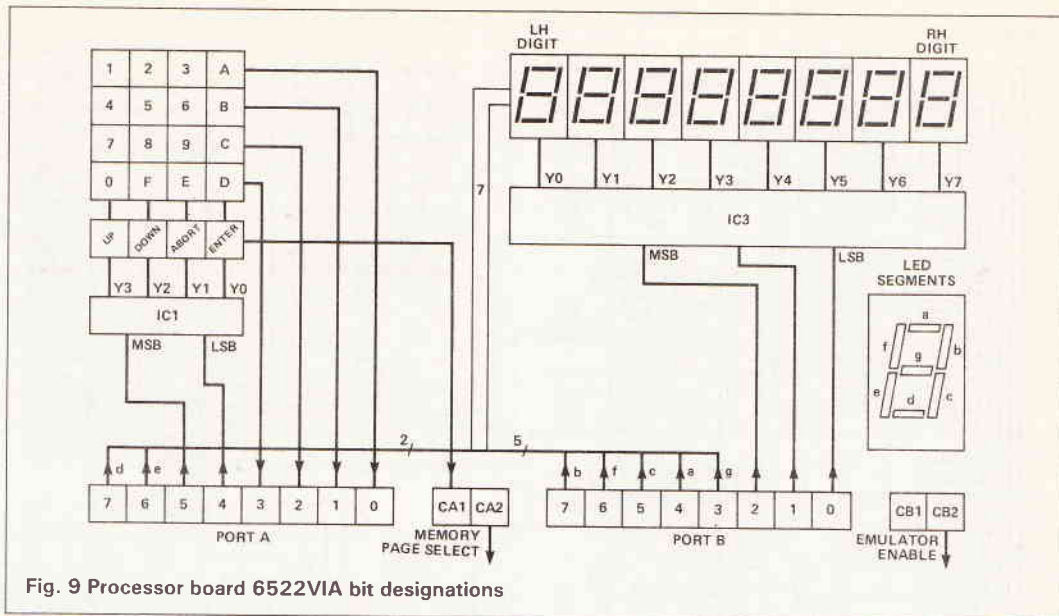 LH
DIGIT
RH
DIGIT
1 2 3 A
4 5 6 B
7 8 9 C
0 F E D
UP DOWN ABORT ENTER
Y3 Y2 Y1 Y0
IC1
MSB LSB
7
Y0 Y1 Y2 Y3 Y4 Y5 Y6 Y7
IC3
MSB LSB
LED
SEGMENTS
a
f b
g
e c
d
2 5
d e
b f c a g
7 6 5 4 3 2 1 0
PORT A
CA1 CA2
MEMORY
PAGE SELECT
7 6 5 4 3 2 1 0
PORT B
CB1 CB2
EMULATOR
ENABLE
Fig. 9 Processor board 6522VIA bit designations